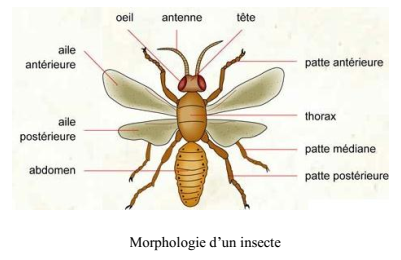 oeil
antenne
tête
aile
antérieure
patte antérieure
aile
postérieure
thorax
patte médiane
abdomen
patte postérieure
Morphologie d'un insecte